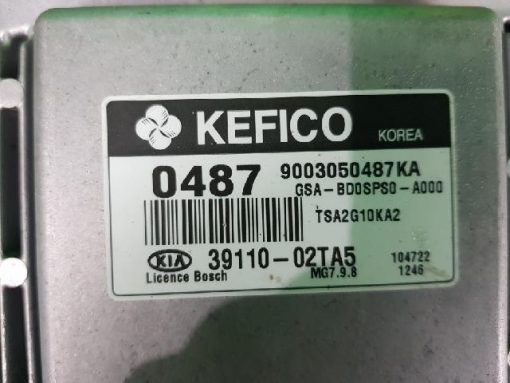 KEFICO KOREA
0487 9003050487KA
GSA-BD0SPS0-A000
TSA2G10KA2
KIA 39110-02TA5 104722
Licence Bosch MG7.9.8 1246